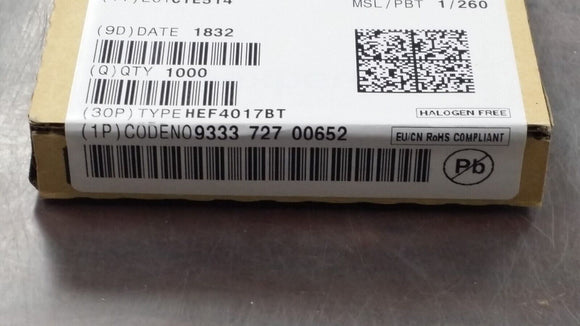 MSL/PBT 1/260
(9D)DATE 1832
(Q)QTY 1000
(30P)TYPE HEF4017BT
HALOGEN FREE
(1P)CODENO 9333 727 00652
EU/CN RoHS COMPLIANT
Pb